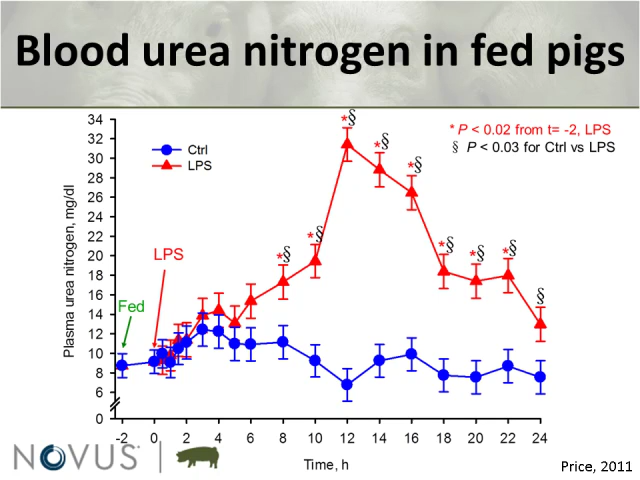 Blood urea nitrogen in fed pigs
34
32
30
28
26
24
22
20
18
16
14
12
10
8
6
0
Plasma urea nitrogen, mg/dl
Ctrl
LPS
* P < 0.02 from t= -2, LPS
§ P < 0.03 for Ctrl vs LPS
LPS
Fed
*§
*§
*§
*§
*§
*§
*§
*§
§
-2 0 2 4 6 8 10 12 14 16 18 20 22 24
Time, h
NOVUS®
Price, 2011